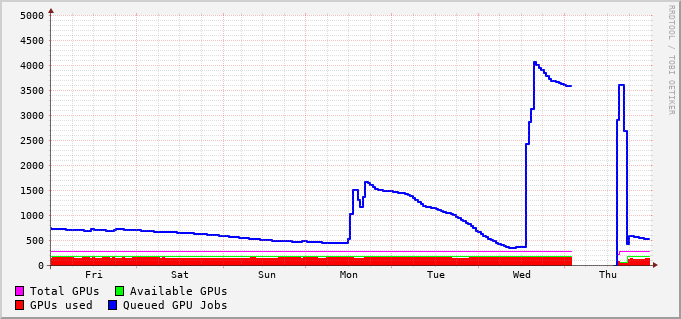 5000
4500
4000
3500
3000
2500
2000
1500
1000
500
0
Fri Sat Sun Mon Tue Wed Thu
Total GPUs Available GPUs
GPUs used Queued GPU Jobs
RRDTOOL / TOBI OETIKER